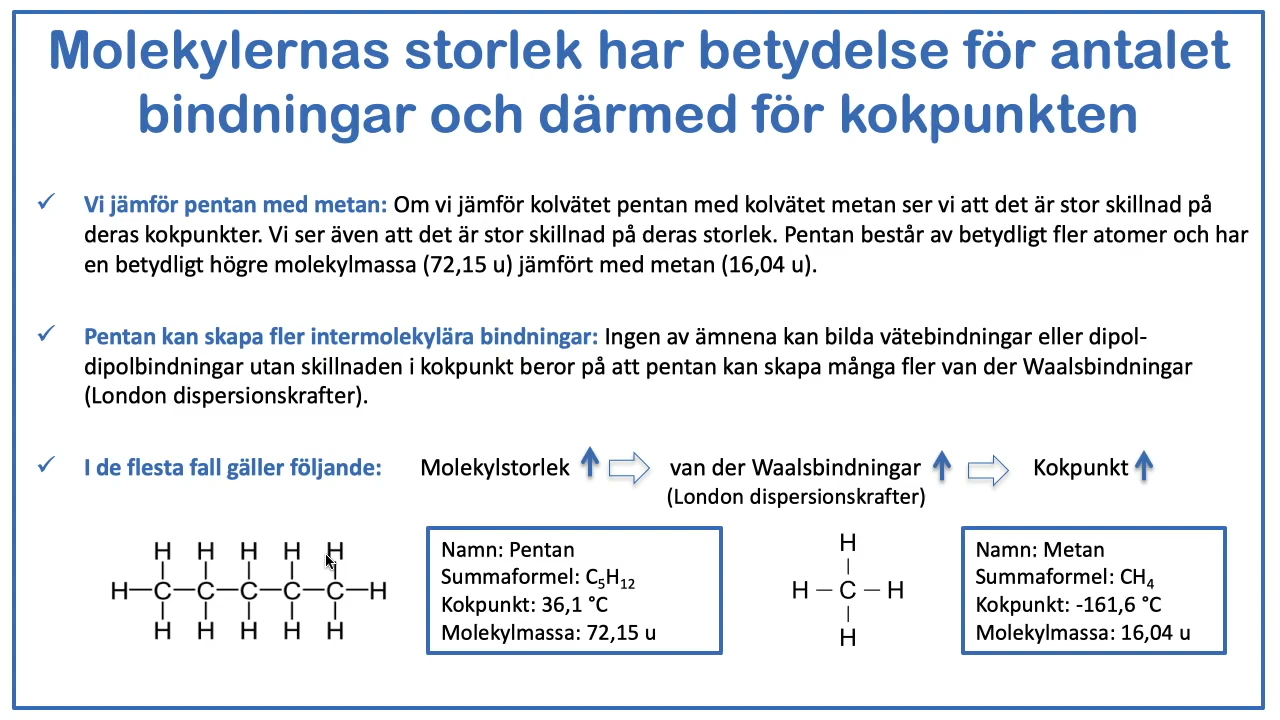 Molekylernas storlek har betydelse för antalet
bindningar och därmed för kokpunkten
✓ Vi jämför pentan med metan: Om vi jämför kolvätet pentan med kolvätet metan ser vi att det är stor skillnad på
deras kokpunkter. Vi ser även att det är stor skillnad på deras storlek. Pentan består av betydligt fler atomer och har
en betydligt högre molekylmassa (72,15 u) jämfört med metan (16,04 u).
✓ Pentan kan skapa fler intermolekylära bindningar: Ingen av ämnena kan bilda vätebindningar eller dipol-
dipolbindningar utan skillnaden i kokpunkt beror på att pentan kan skapa många fler van der Waalsbindningar
(London dispersionskrafter).
✓ I de flesta fall gäller följande: Molekylstorlek ↑ ⇨ van der Waalsbindningar ↑ ⇨ Kokpunkt ↑
(London dispersionskrafter)
H H H H H
H—C—C—C—C—C—H
H H H H H
Namn: Pentan
Summaformel: C₅H₁₂
Kokpunkt: 36,1 °C
Molekylmassa: 72,15 u
H
H – C – H
H
Namn: Metan
Summaformel: CH₄
Kokpunkt: -161,6 °C
Molekylmassa: 16,04 u